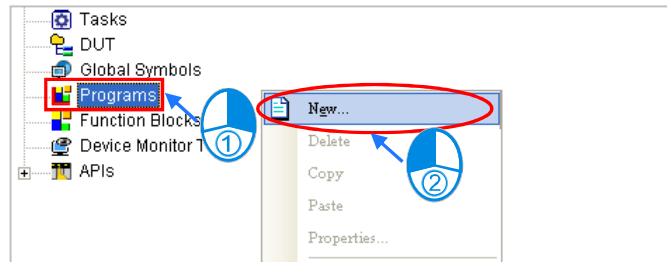 Tasks
DUT
Global Symbols
Programs
Function Blocks
Device Monitor T
APIs
New...
Delete
Copy
Paste
Properties...
①
②